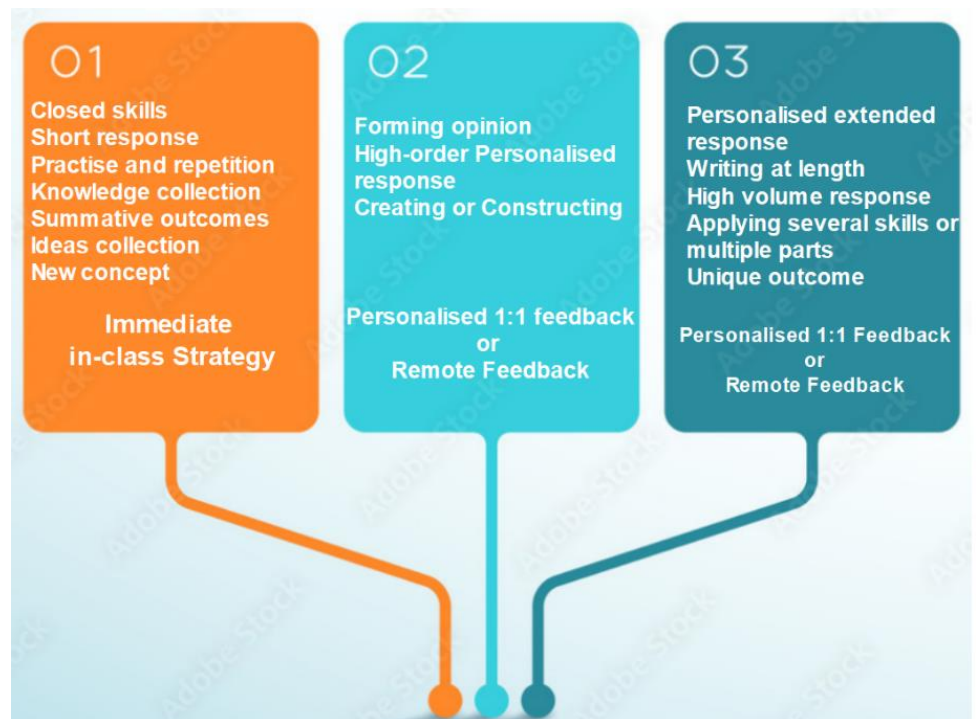 01
Closed skills
Short response
Practise and repetition
Knowledge collection
Summative outcomes
Ideas collection
New concept
Immediate
in-class Strategy
02
Forming opinion
High-order Personalised
response
Creating or Constructing
Personalised 1:1 feedback
or
Remote Feedback
03
Personalised extended
response
Writing at length
High volume response
Applying several skills or
multiple parts
Unique outcome
Personalised 1:1 Feedback
or
Remote Feedback
Adobe Stock